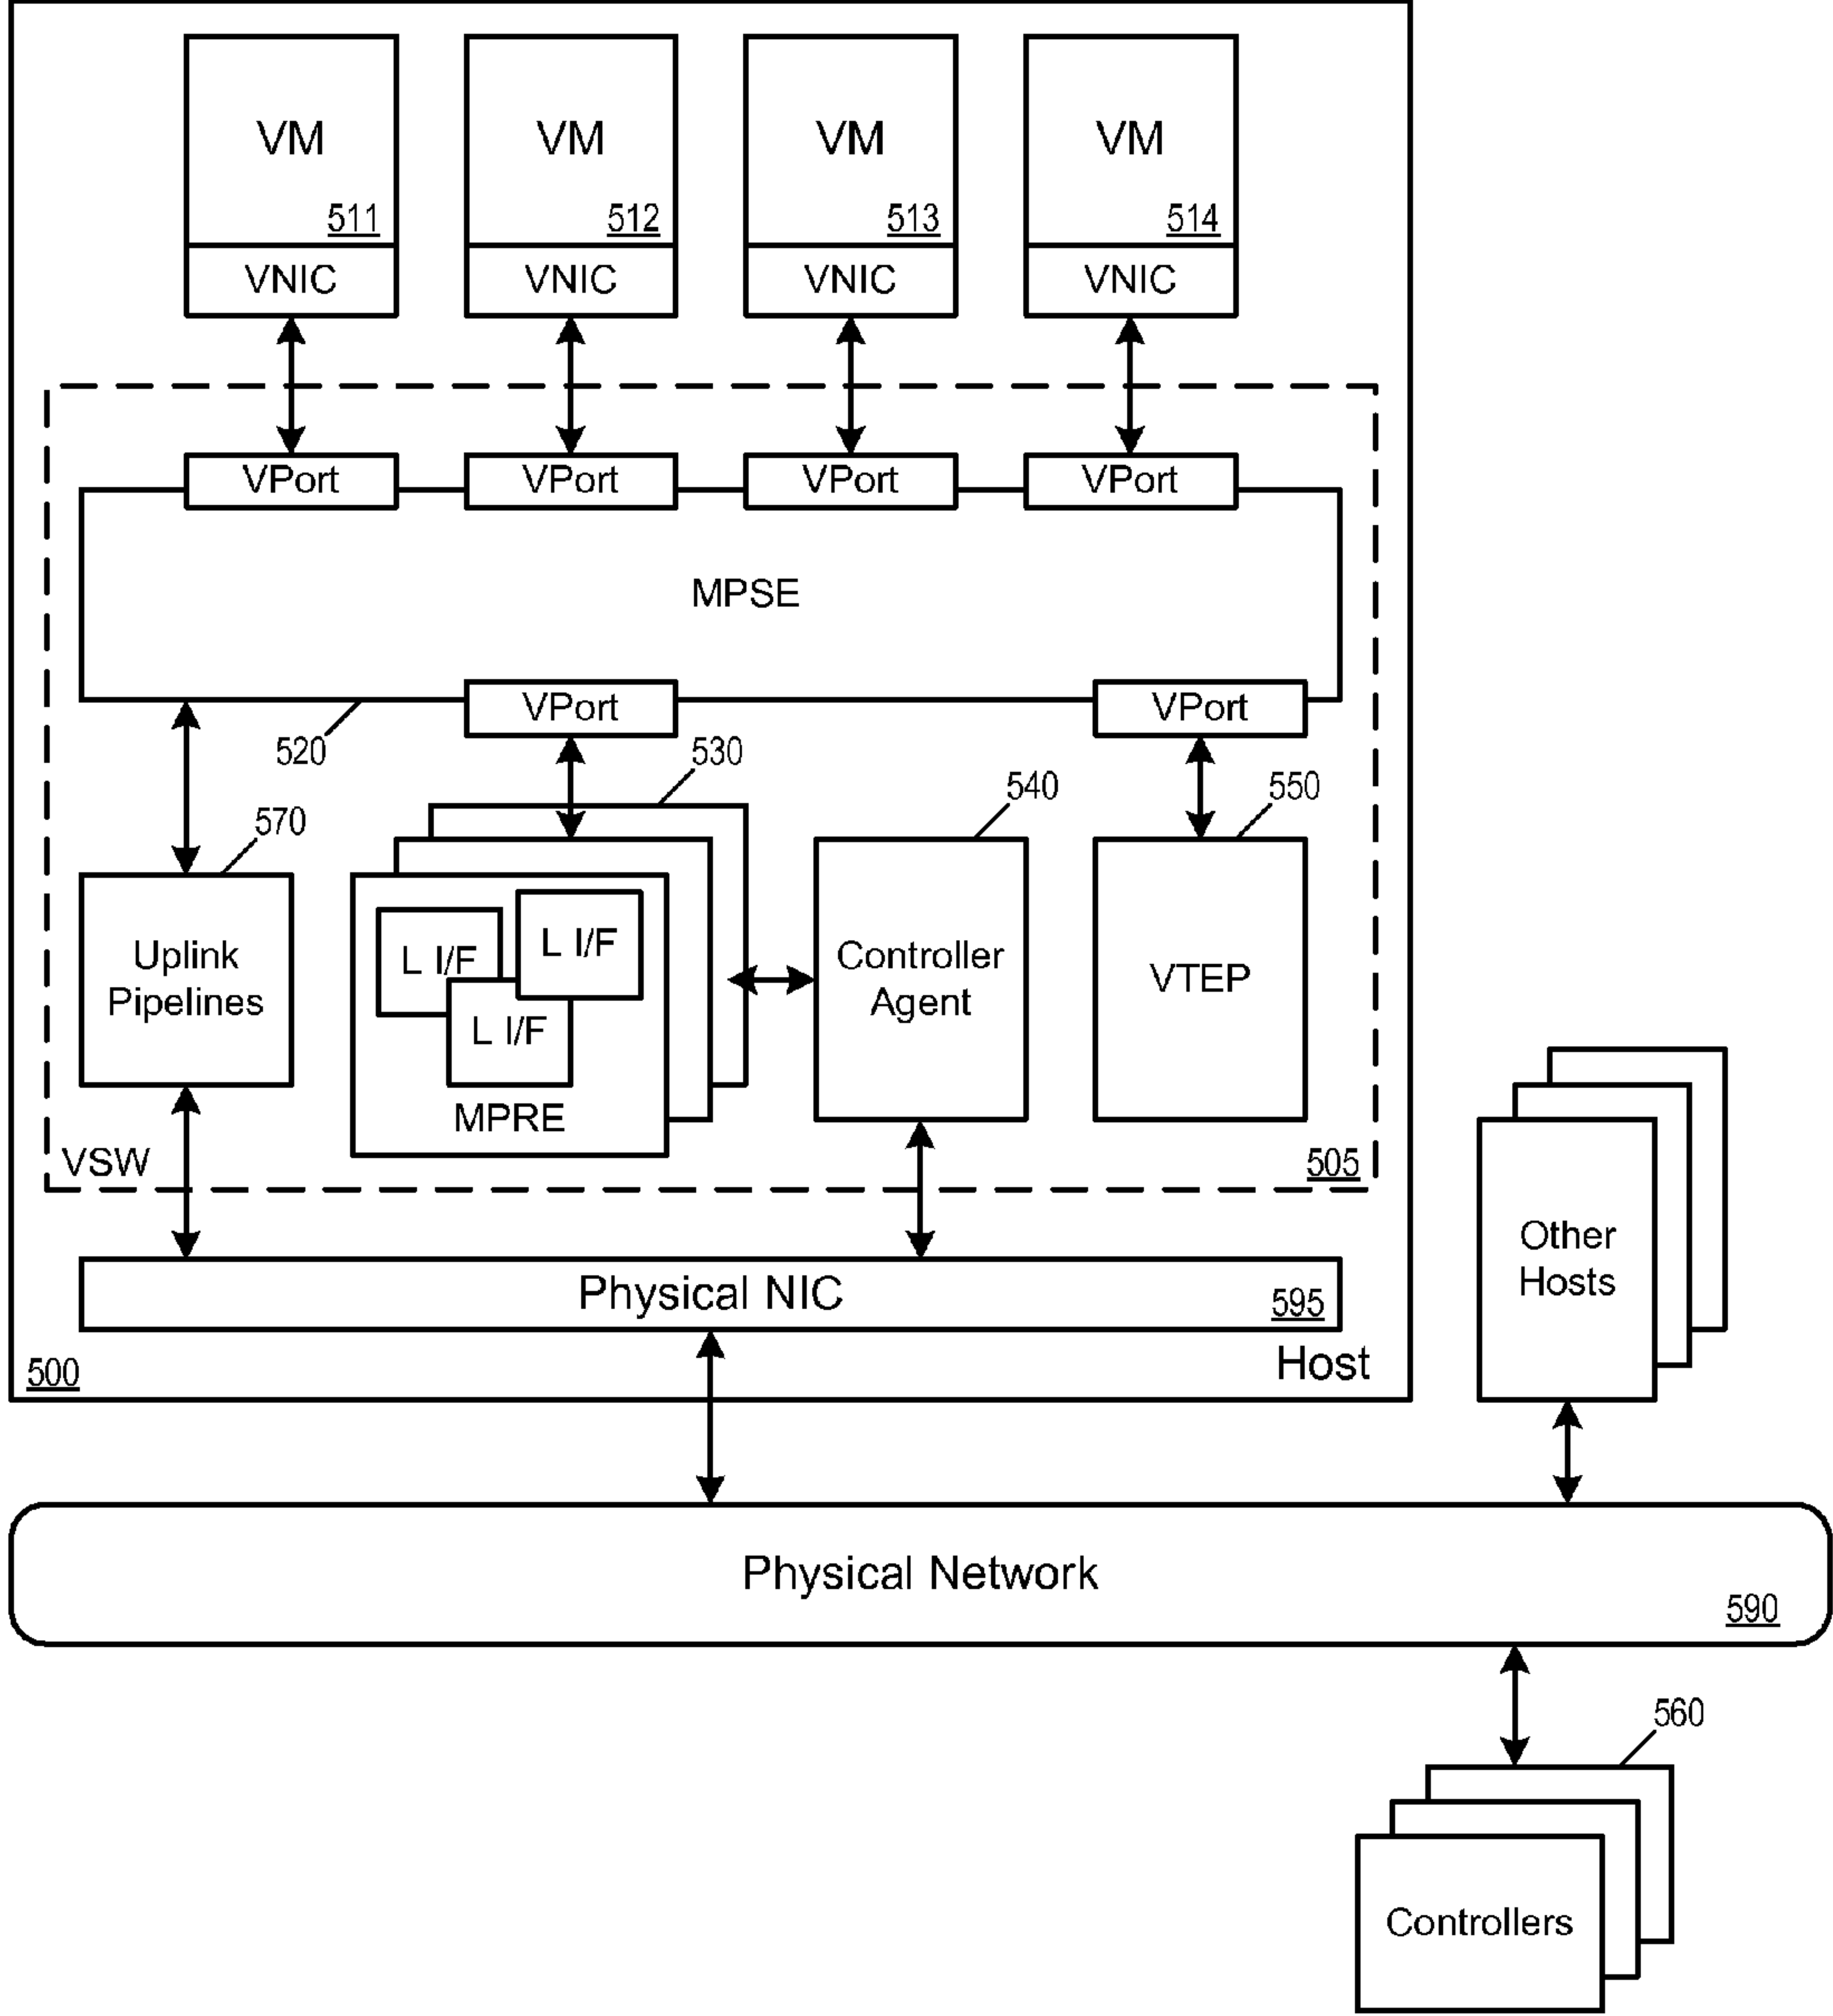 VM
511
VNIC
VM
512
VNIC
VM
513
VNIC
VM
514
VNIC
VPort
VPort
VPort
VPort
MPSE
VPort
VPort
520
530
540
550
570
Uplink
Pipelines
L I/F
L I/F
L I/F
MPRE
Controller
Agent
VTEP
VSW
505
Physical NIC
595
500
Host
Other
Hosts
Physical Network
590
560
Controllers